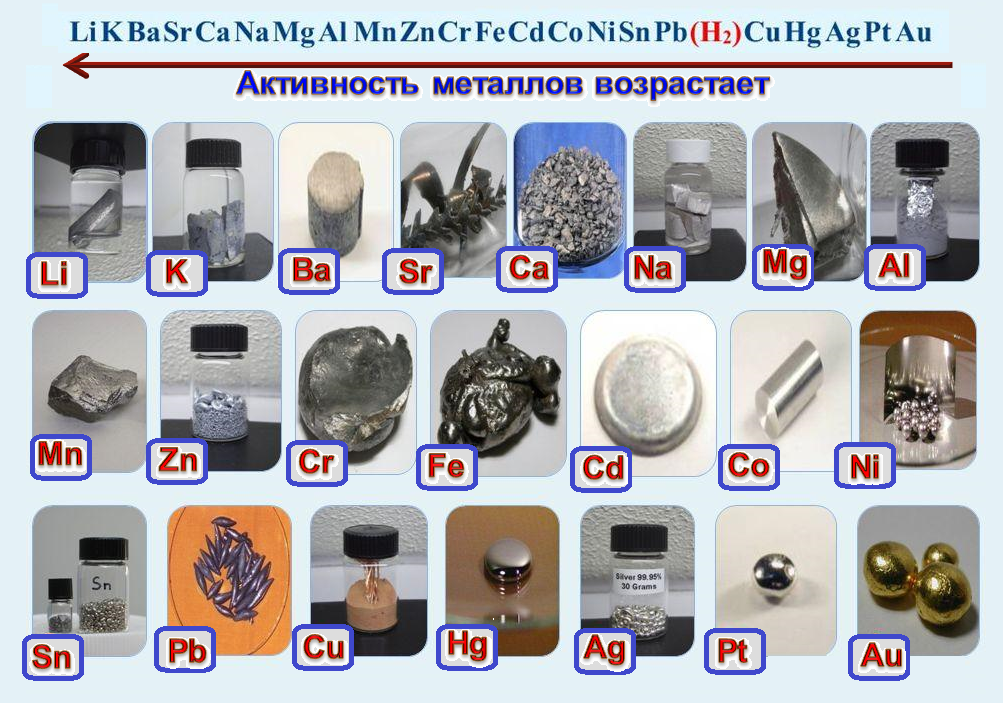 Li K Ba Sr Ca Na Mg Al Mn Zn Cr Fe Cd Co Ni Sn Pb (H₂) Cu Hg Ag Pt Au
Активность металлов возрастает
Li K Ba Sr Ca Na Mg Al
Mn Zn Cr Fe Cd Co Ni
Sn
Silver 99.95%
30 Grams
Sn Pb Cu Hg Ag Pt Au